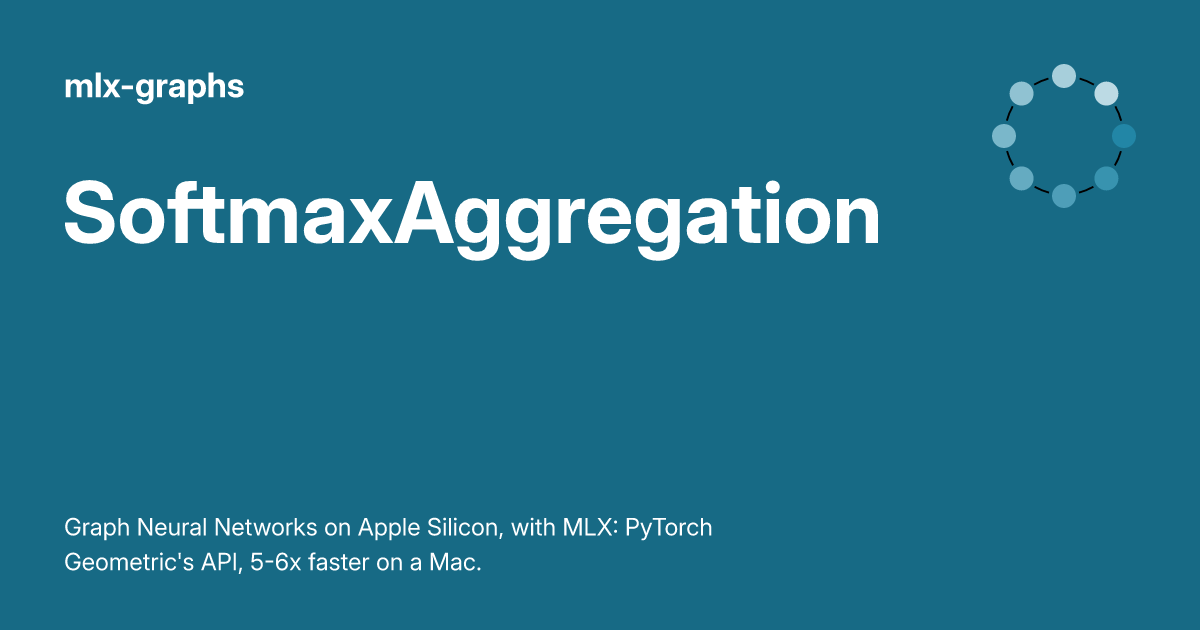 mlx-graphs
SoftmaxAggregation
Graph Neural Networks on Apple Silicon, with MLX: PyTorch
Geometric's API, 5-6x faster on a Mac.